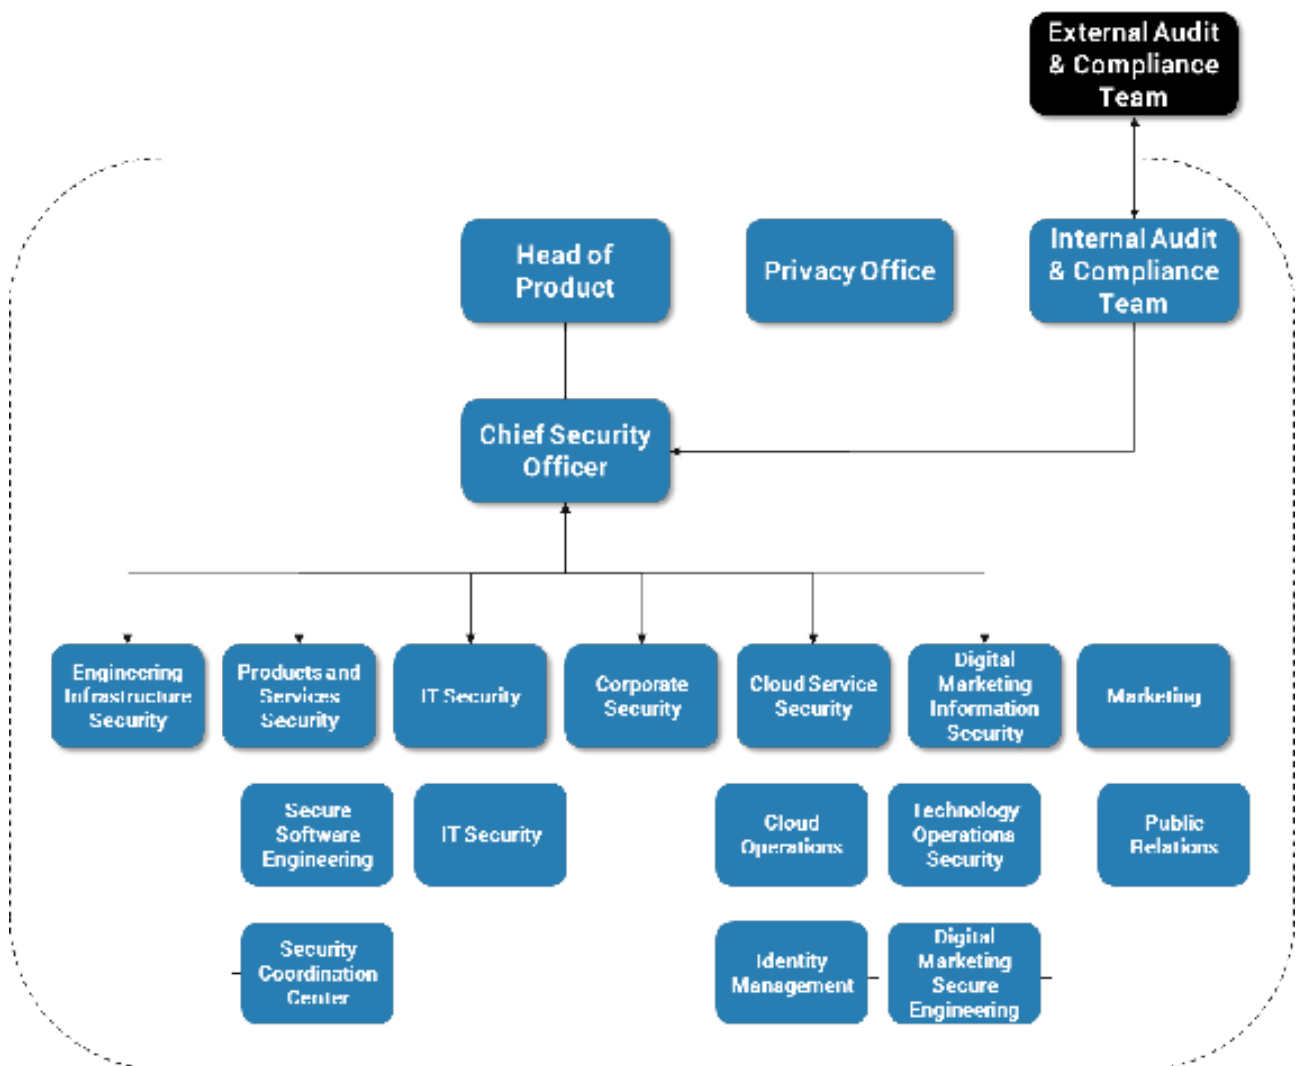 External Audit
& Compliance
Team
Head of
Product
Privacy Office
Internal Audit
& Compliance
Team
Chief Security
Officer
Engineering
Infrastructure
Security
Products and
Services
Security
IT Security
Corporate
Security
Cloud Service
Security
Digital
Marketing
Information
Security
Marketing
Secure
Software
Engineering
IT Security
Cloud
Operations
Technology
Operations
Security
Public
Relations
Security
Coordination
Center
Identity
Management
Digital
Marketing
Secure
Engineering